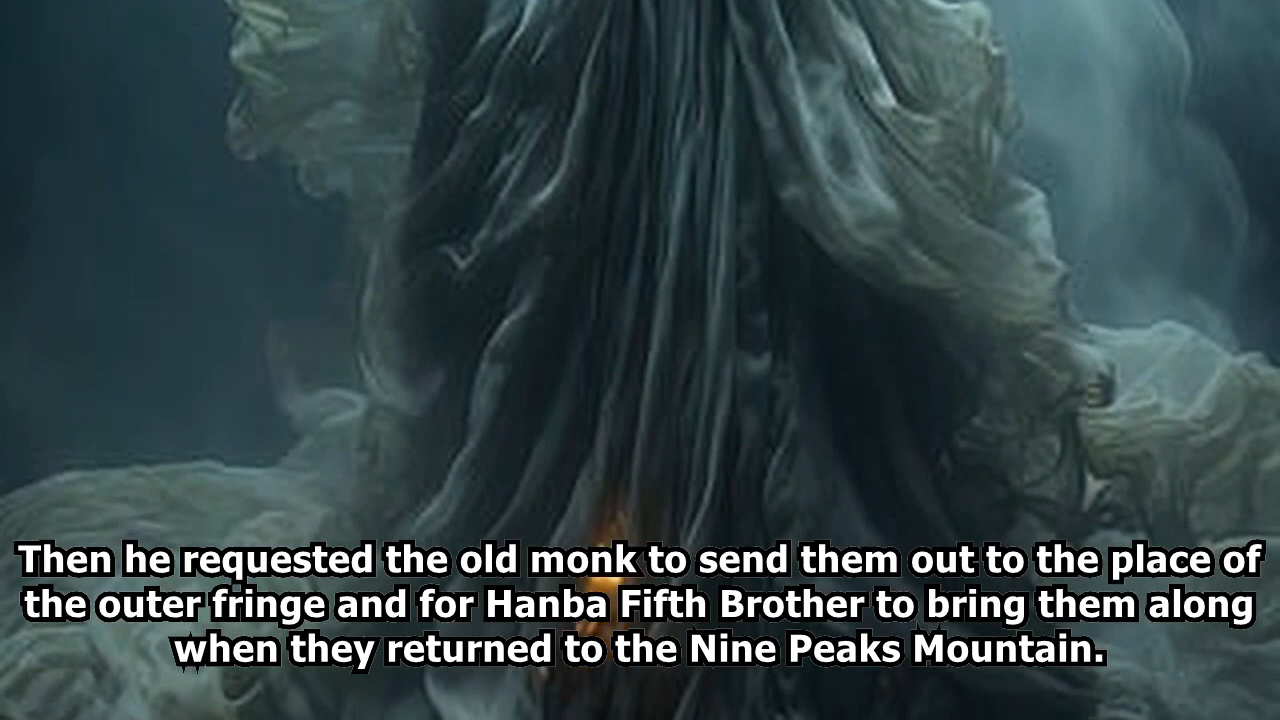 Then he requested the old monk to send them out to the place of
the outer fringe and for Hanba Fifth Brother to bring them along
when they returned to the Nine Peaks Mountain.